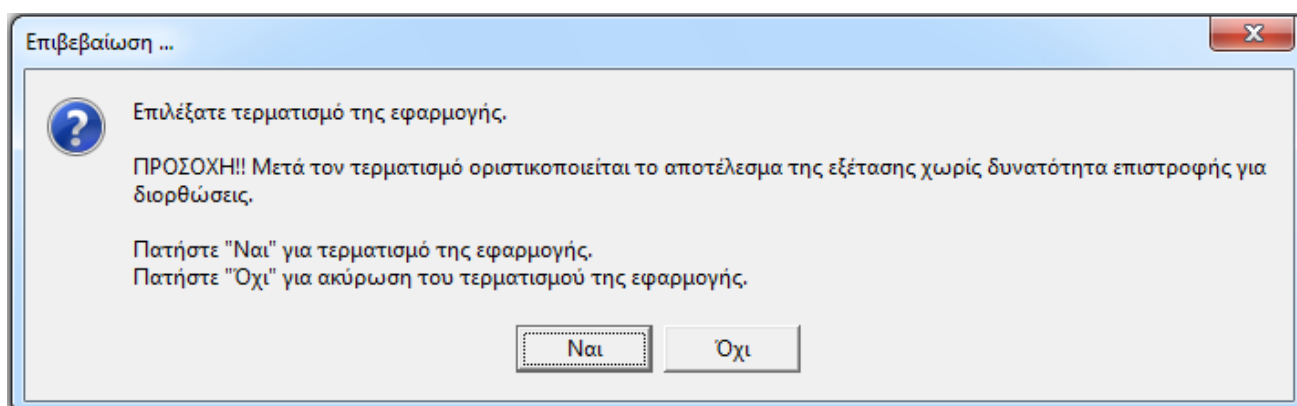 Επιβεβαίωση ...
Επιλέξατε τερματισμό της εφαρμογής.
ΠΡΟΣΟΧΗ!! Μετά τον τερματισμό οριστικοποιείται το αποτέλεσμα της εξέτασης χωρίς δυνατότητα επιστροφής για
διορθώσεις.
Πατήστε "Ναι" για τερματισμό της εφαρμογής.
Πατήστε "Όχι" για ακύρωση του τερματισμού της εφαρμογής.
Ναι
Όχι